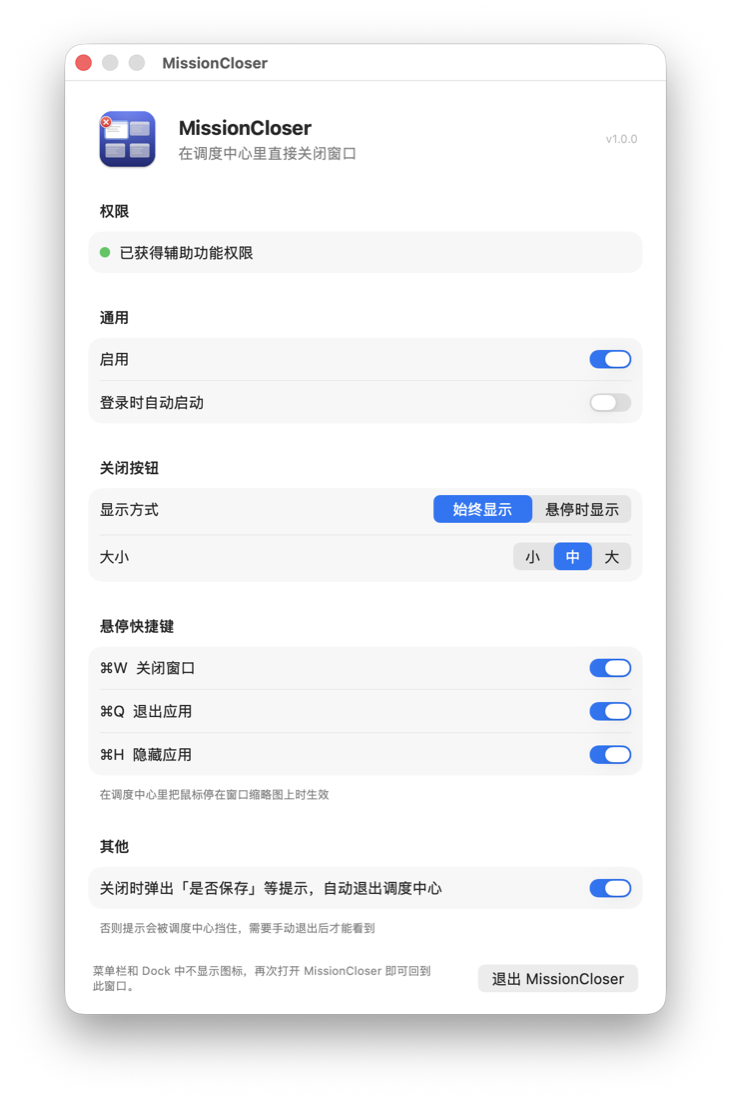 MissionCloser
MissionCloser
在调度中心里直接关闭窗口
v1.0.0
权限
已获得辅助功能权限
通用
启用
登录时自动启动
关闭按钮
显示方式
始终显示 悬停时显示
大小
小 中 大
悬停快捷键
⌘W 关闭窗口
⌘Q 退出应用
⌘H 隐藏应用
在调度中心里把鼠标停在窗口缩略图上时生效
其他
关闭时弹出「是否保存」等提示，自动退出调度中心
否则提示会被调度中心挡住，需要手动退出后才能看到
菜单栏和 Dock 中不显示图标，再次打开 MissionCloser 即可回到
此窗口。
退出 MissionCloser